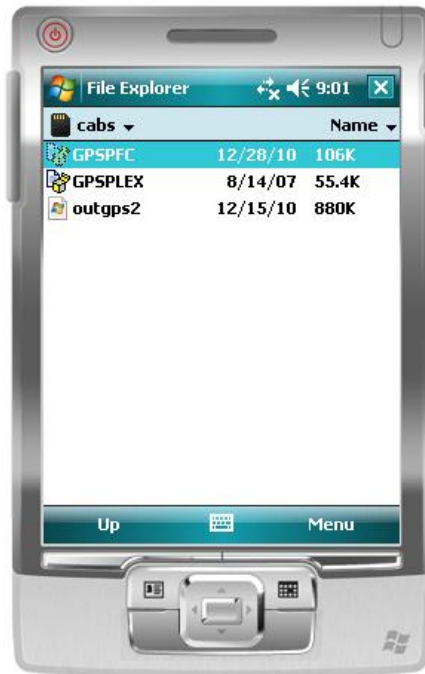 File Explorer 9:01
cabs Name
GPSPFC 12/28/10 106K
GPSPLEX 8/14/07 55.4K
outgps2 12/15/10 880K
Up Menu